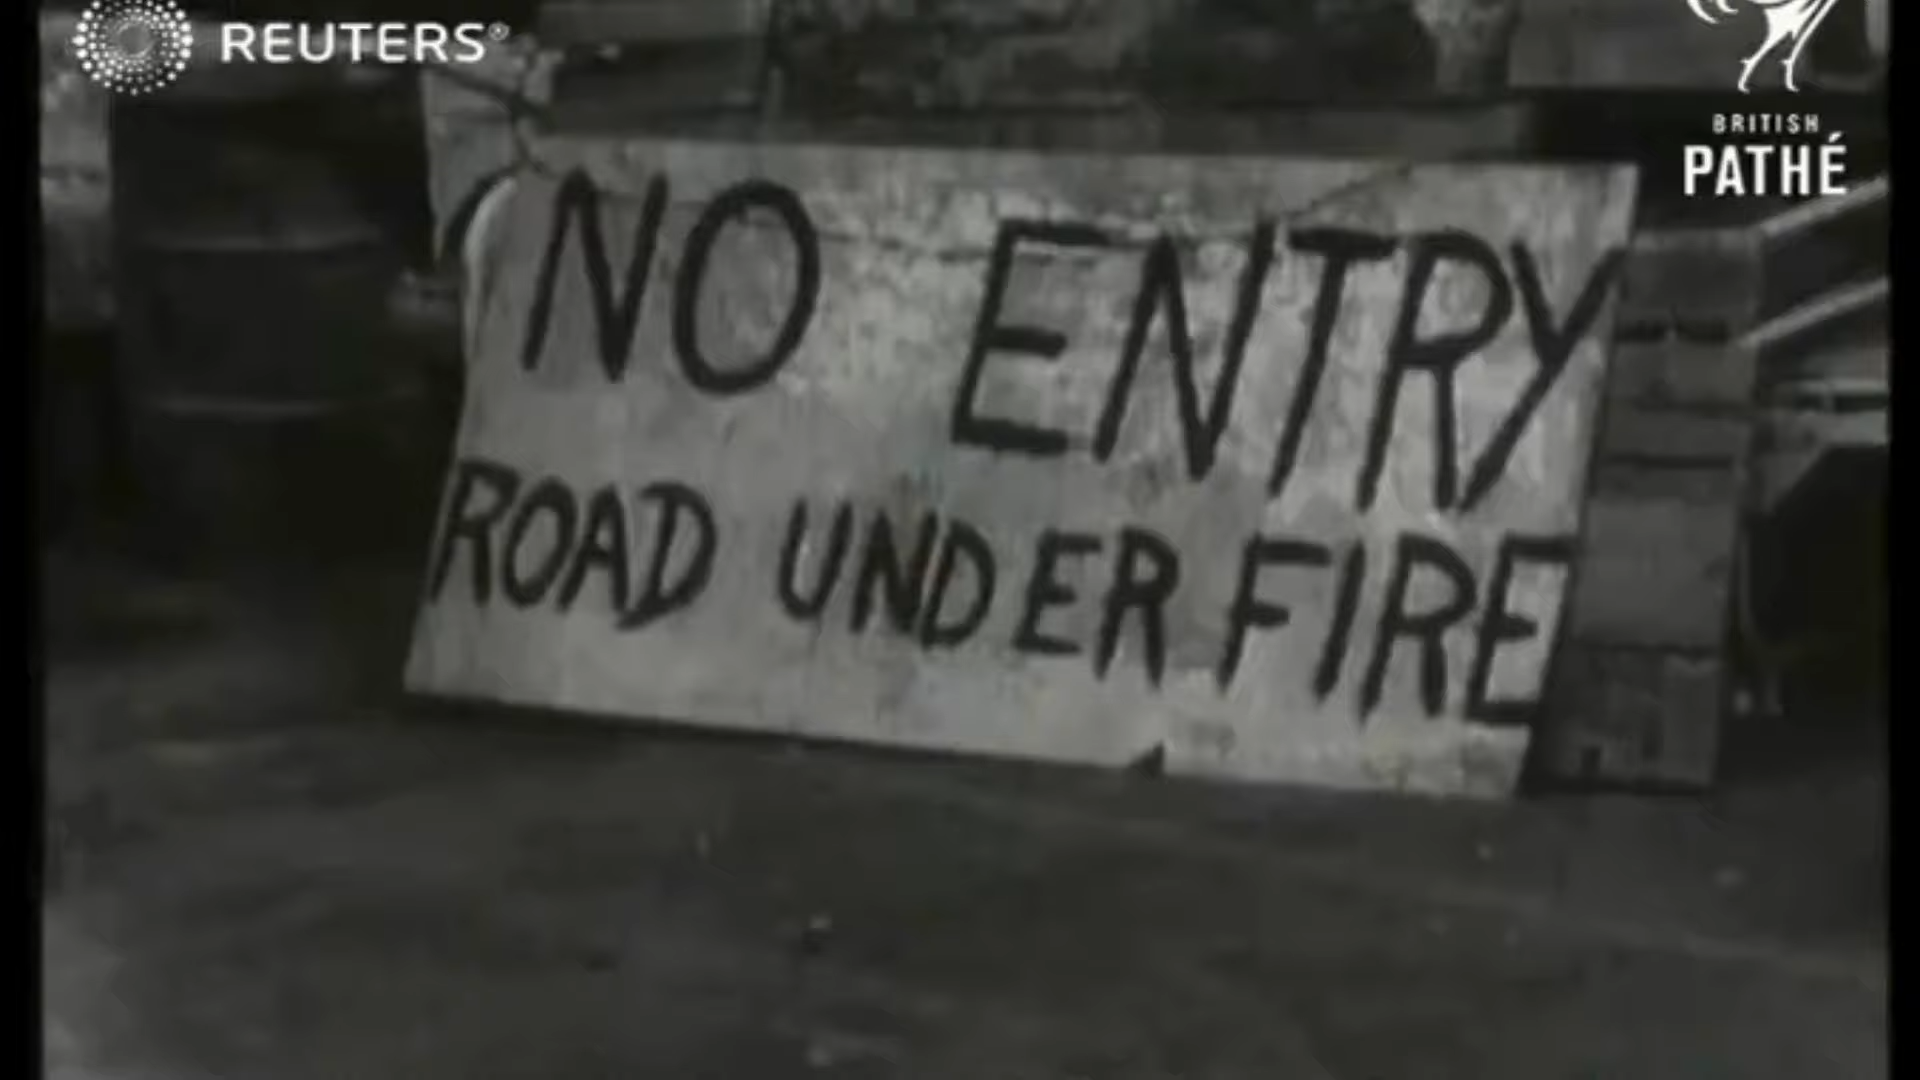 REUTERS®
BRITISH
PATHÉ
NO ENTRY
ROAD UNDER FIRE